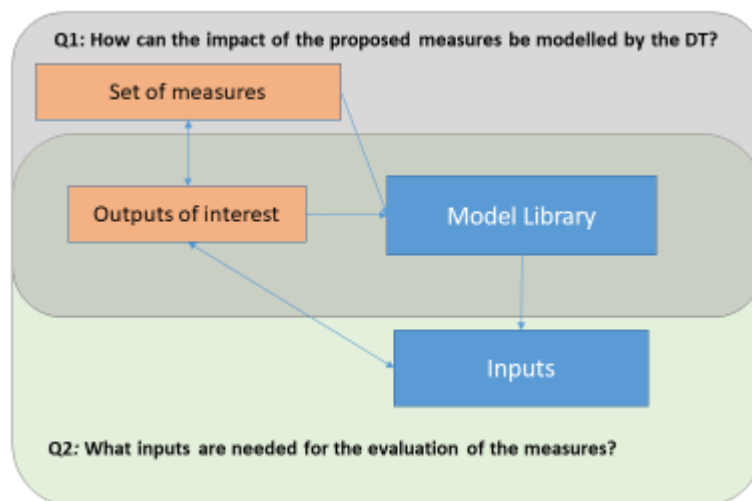 Q1: How can the impact of the proposed measures be modelled by the DT?
Set of measures
Outputs of interest
Model Library
Inputs
Q2: What inputs are needed for the evaluation of the measures?